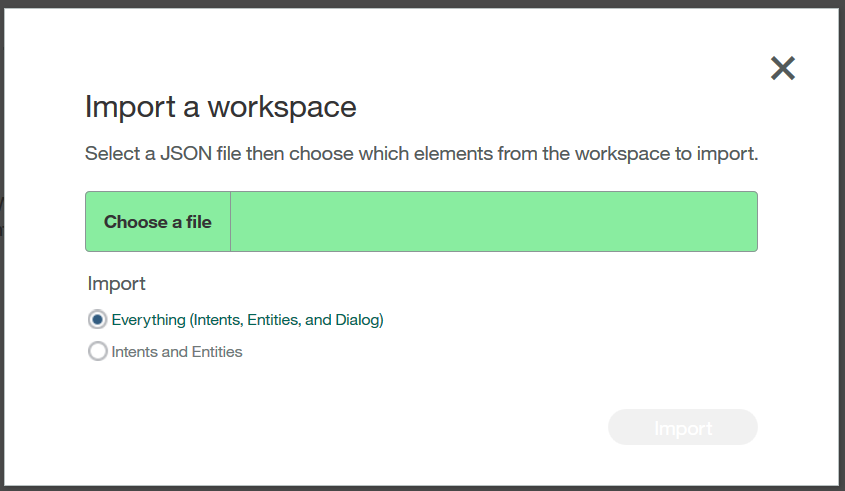 Import a workspace
Select a JSON file then choose which elements from the workspace to import.
Choose a file
Import
Everything (Intents, Entities, and Dialog)
Intents and Entities
Import